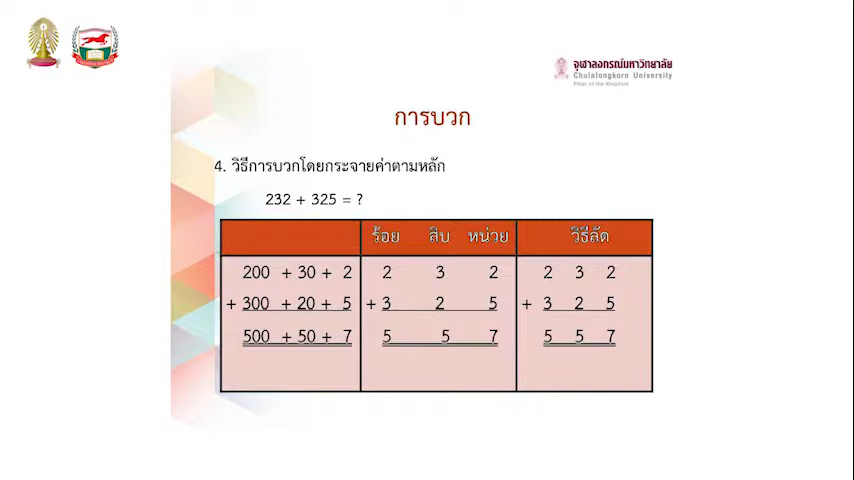 จุฬาลงกรณ์มหาวิทยาลัย
Chulalongkorn University
Pillar of the Kingdom
การบวก
4. วิธีการบวกโดยกระจายค่าตามหลัก
232 + 325 = ?
ร้อย สิบ หน่วย วิธีลัด
200 + 30 + 2 2 3 2 2 3 2
+ 300 + 20 + 5 + 3 2 5 + 3 2 5
500 + 50 + 7 5 5 7 5 5 7